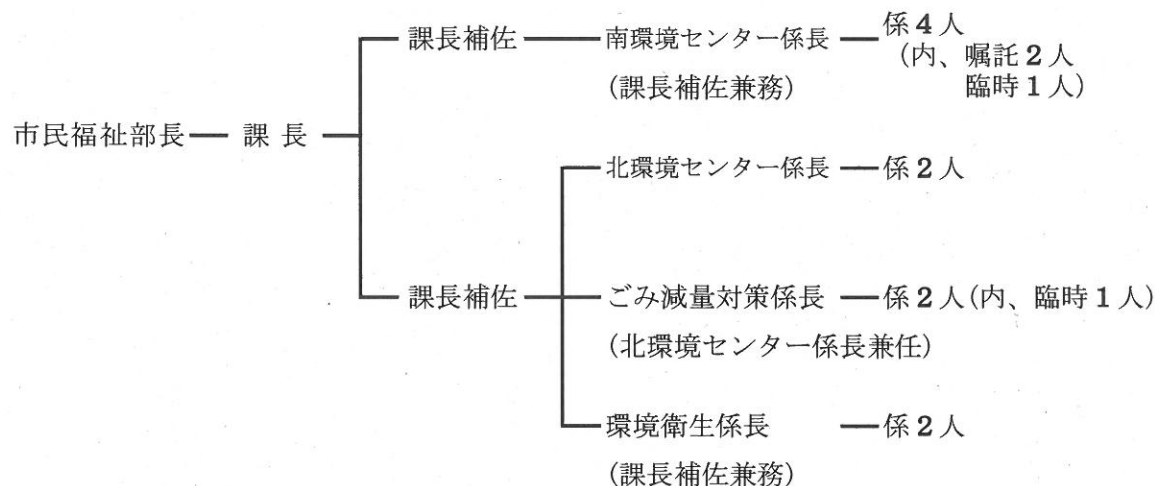 課長補佐 南環境センター係長 係4人
(課長補佐兼務) (内、嘱託2人
臨時1人)
市民福祉部長 課長
北環境センター係長 係2人
課長補佐 ごみ減量対策係長 係2人(内、臨時1人)
(北環境センター係長兼任)
環境衛生係長 係2人
(課長補佐兼務)